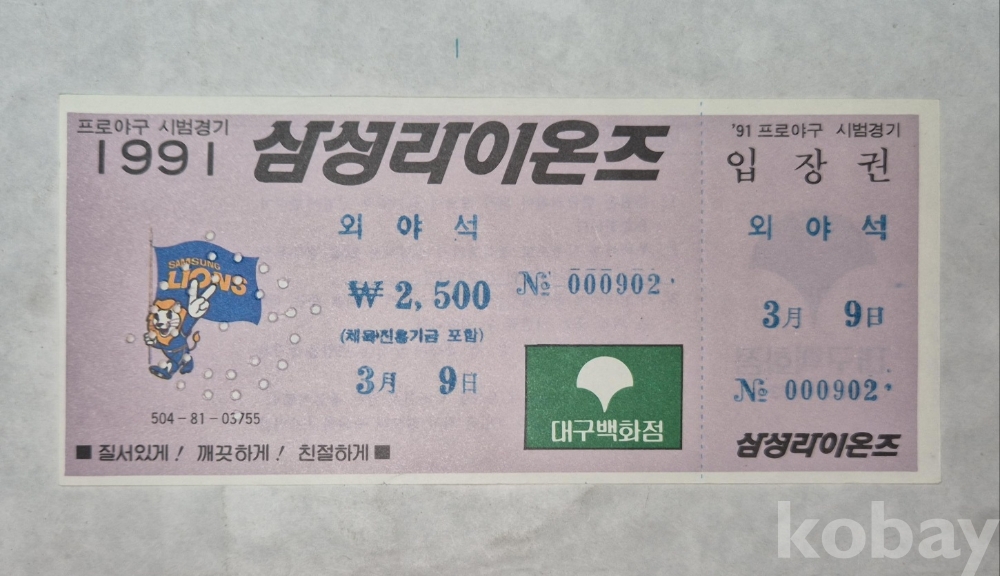 프로야구 시범경기
1991
삼성라이온즈
외 야 석
₩ 2,500
(체육진흥기금 포함)
3月 9日
№ 000902
SAMSUNG
LIONS
504-81-03755
대구백화점
■ 질서있게! 깨끗하게! 친절하게 ■
'91 프로야구 시범경기
입 장 권
외 야 석
3月 9日
№ 000902
삼성라이온즈
kobay